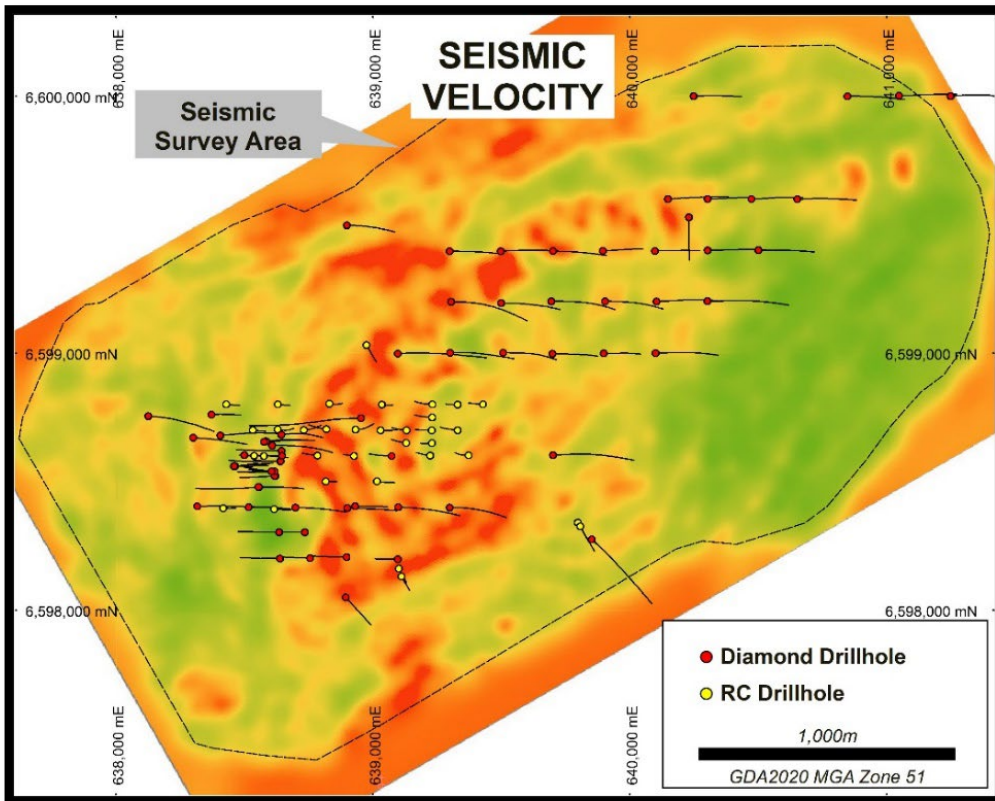 638,000 mE
639,000 mE
640,000 mE
641,000 mE
SEISMIC
VELOCITY
6,600,000 mN
Seismic
Survey Area
6,599,000 mN
6,599,000 mN
6,598,000 mN
6,598,000 mN
Diamond Drillhole
RC Drillhole
638,000 mE
639,000 mE
640,000 mE
1,000m
GDA2020 MGA Zone 51